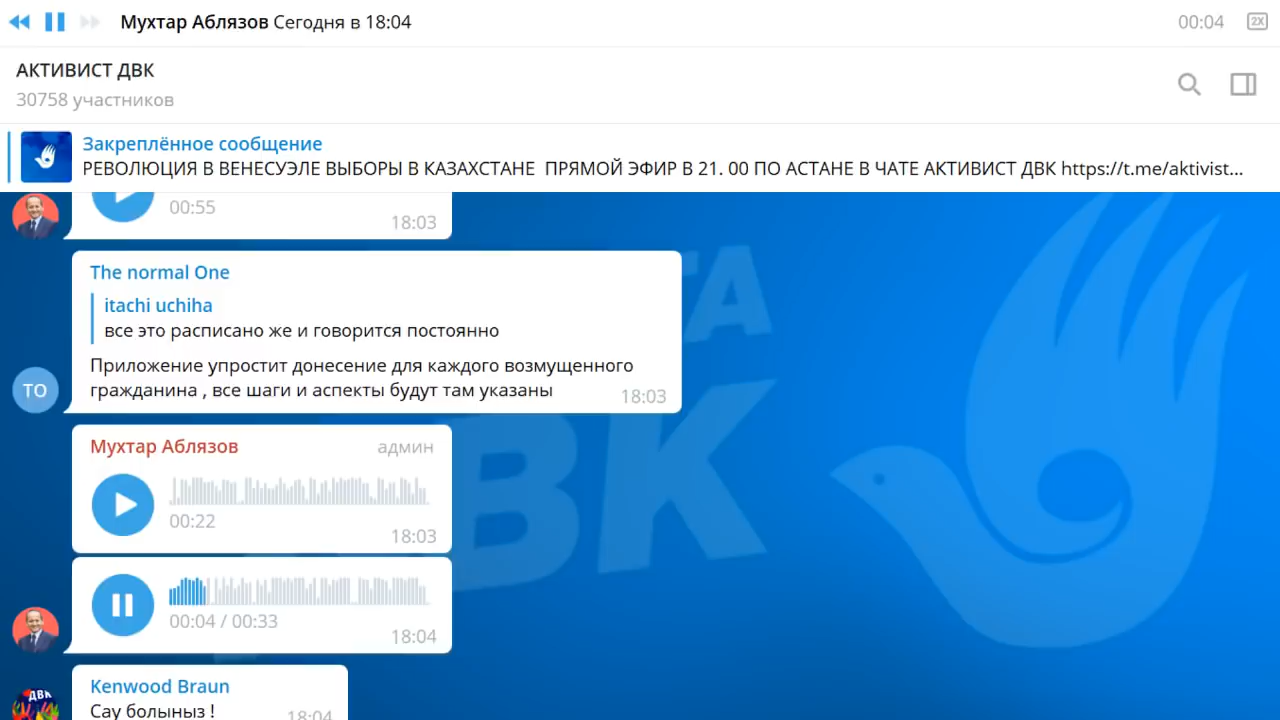 Мухтар Аблязов Сегодня в 18:04
00:04
2X
АКТИВИСТ ДВК
30758 участников
Закреплённое сообщение
РЕВОЛЮЦИЯ В ВЕНЕСУЭЛЕ ВЫБОРЫ В КАЗАХСТАНЕ ПРЯМОЙ ЭФИР В 21. 00 ПО АСТАНЕ В ЧАТЕ АКТИВИСТ ДВК https://t.me/aktivist...
00:55
18:03
The normal One
itachi uchiha
все это расписано же и говорится постоянно
Приложение упростит донесение для каждого возмущенного
гражданина , все шаги и аспекты будут там указаны
18:03
ТО
Мухтар Аблязов
админ
00:22
18:03
00:04 / 00:33
18:04
Kenwood Braun
Сау болыныз !
18:04
ДВК
ДВК